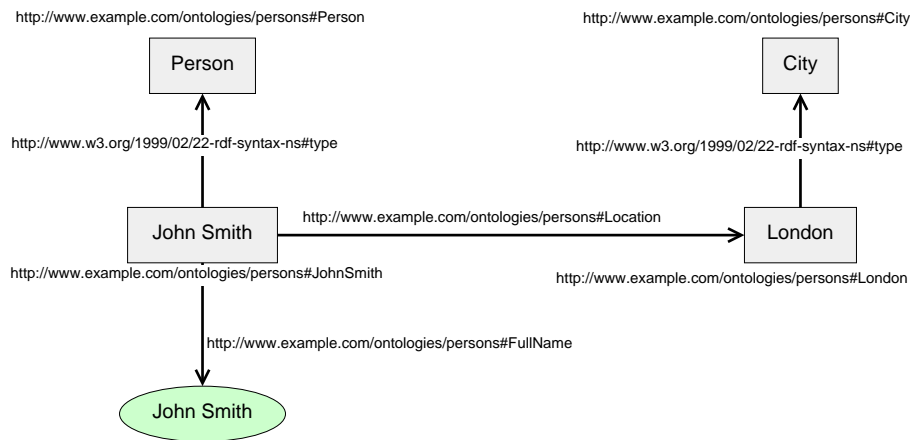 http://www.example.com/ontologies/persons#Person
http://www.example.com/ontologies/persons#City
Person
City
http://www.w3.org/1999/02/22-rdf-syntax-ns#type
http://www.w3.org/1999/02/22-rdf-syntax-ns#type
http://www.example.com/ontologies/persons#Location
John Smith
London
http://www.example.com/ontologies/persons#JohnSmith
http://www.example.com/ontologies/persons#London
http://www.example.com/ontologies/persons#FullName
John Smith